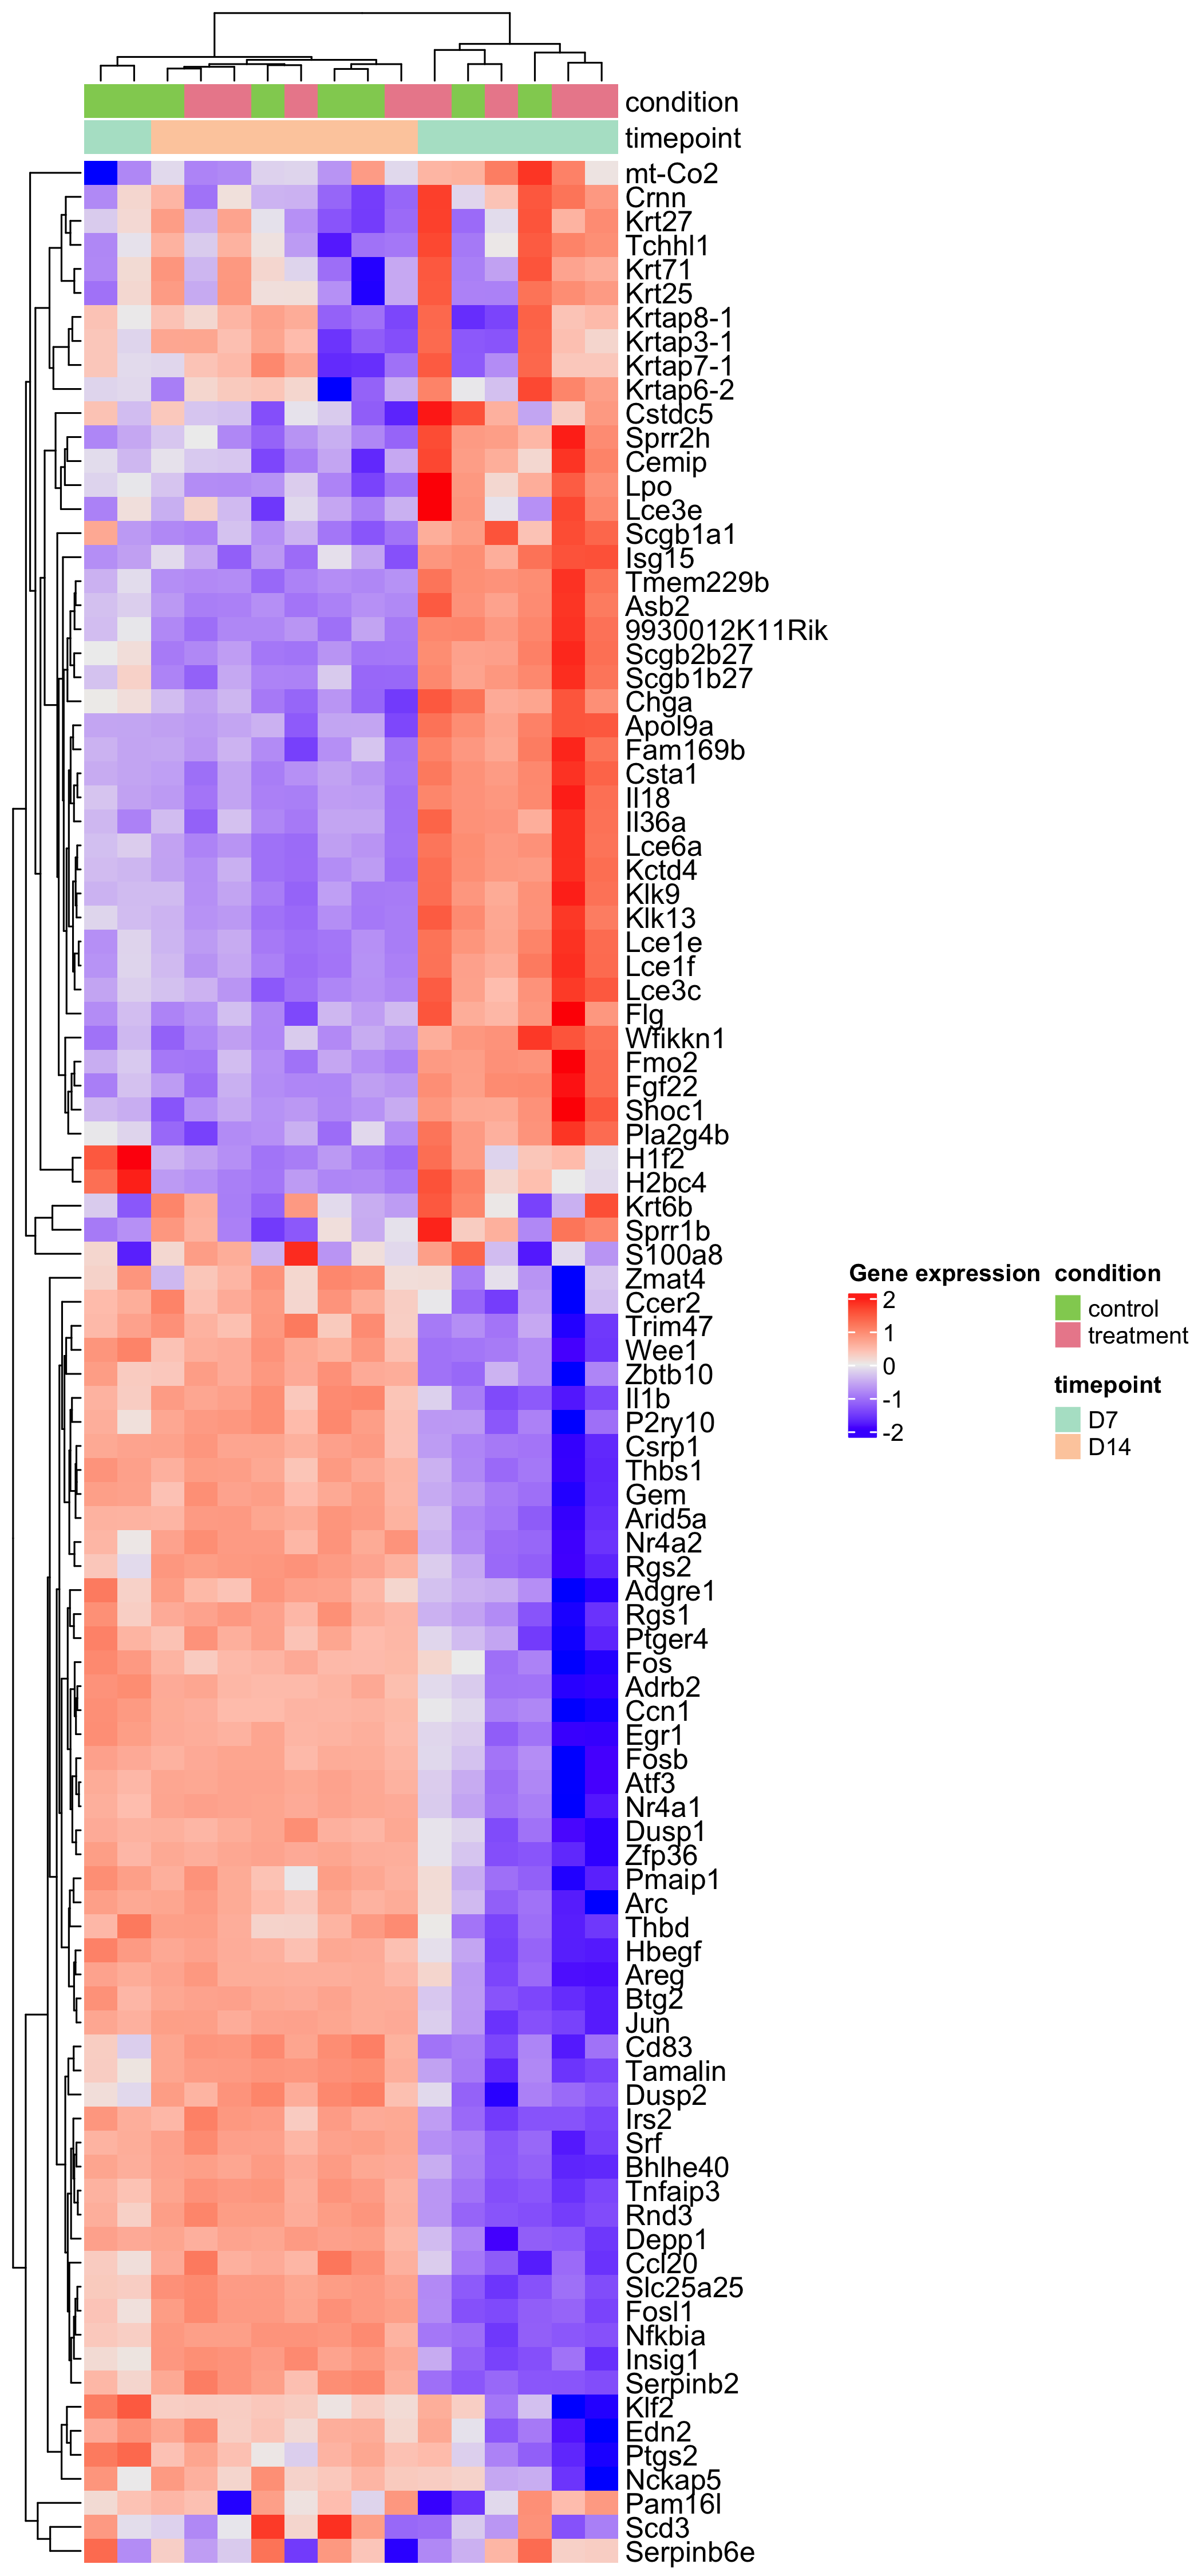 condition
timepoint
mt-Co2
Crnn
Krt27
Tchhl1
Krt71
Krt25
Krtap8-1
Krtap3-1
Krtap7-1
Krtap6-2
Cstdc5
Sprr2h
Cemip
Lpo
Lce3e
Scgb1a1
Isg15
Tmem229b
Asb2
9930012K11Rik
Scgb2b27
Scgb1b27
Chga
Apol9a
Fam169b
Csta1
Il18
Il36a
Lce6a
Kctd4
Klk9
Klk13
Lce1e
Lce1f
Lce3c
Flg
Wfikkn1
Fmo2
Fgf22
Shoc1
Pla2g4b
H1f2
H2bc4
Krt6b
Sprr1b
S100a8
Zmat4
Ccer2
Trim47
Wee1
Zbtb10
Il1b
P2ry10
Csrp1
Thbs1
Gem
Arid5a
Nr4a2
Rgs2
Adgre1
Rgs1
Ptger4
Fos
Adrb2
Ccn1
Egr1
Fosb
Atf3
Nr4a1
Dusp1
Zfp36
Pmaip1
Arc
Thbd
Hbegf
Areg
Btg2
Jun
Cd83
Tamalin
Dusp2
Irs2
Srf
Bhlhe40
Tnfaip3
Rnd3
Depp1
Ccl20
Slc25a25
Fosl1
Nfkbia
Insig1
Serpinb2
Klf2
Edn2
Ptgs2
Nckap5
Pam16l
Scd3
Serpinb6e
Gene expression
2
1
0
-1
-2
condition
control
treatment
timepoint
D7
D14